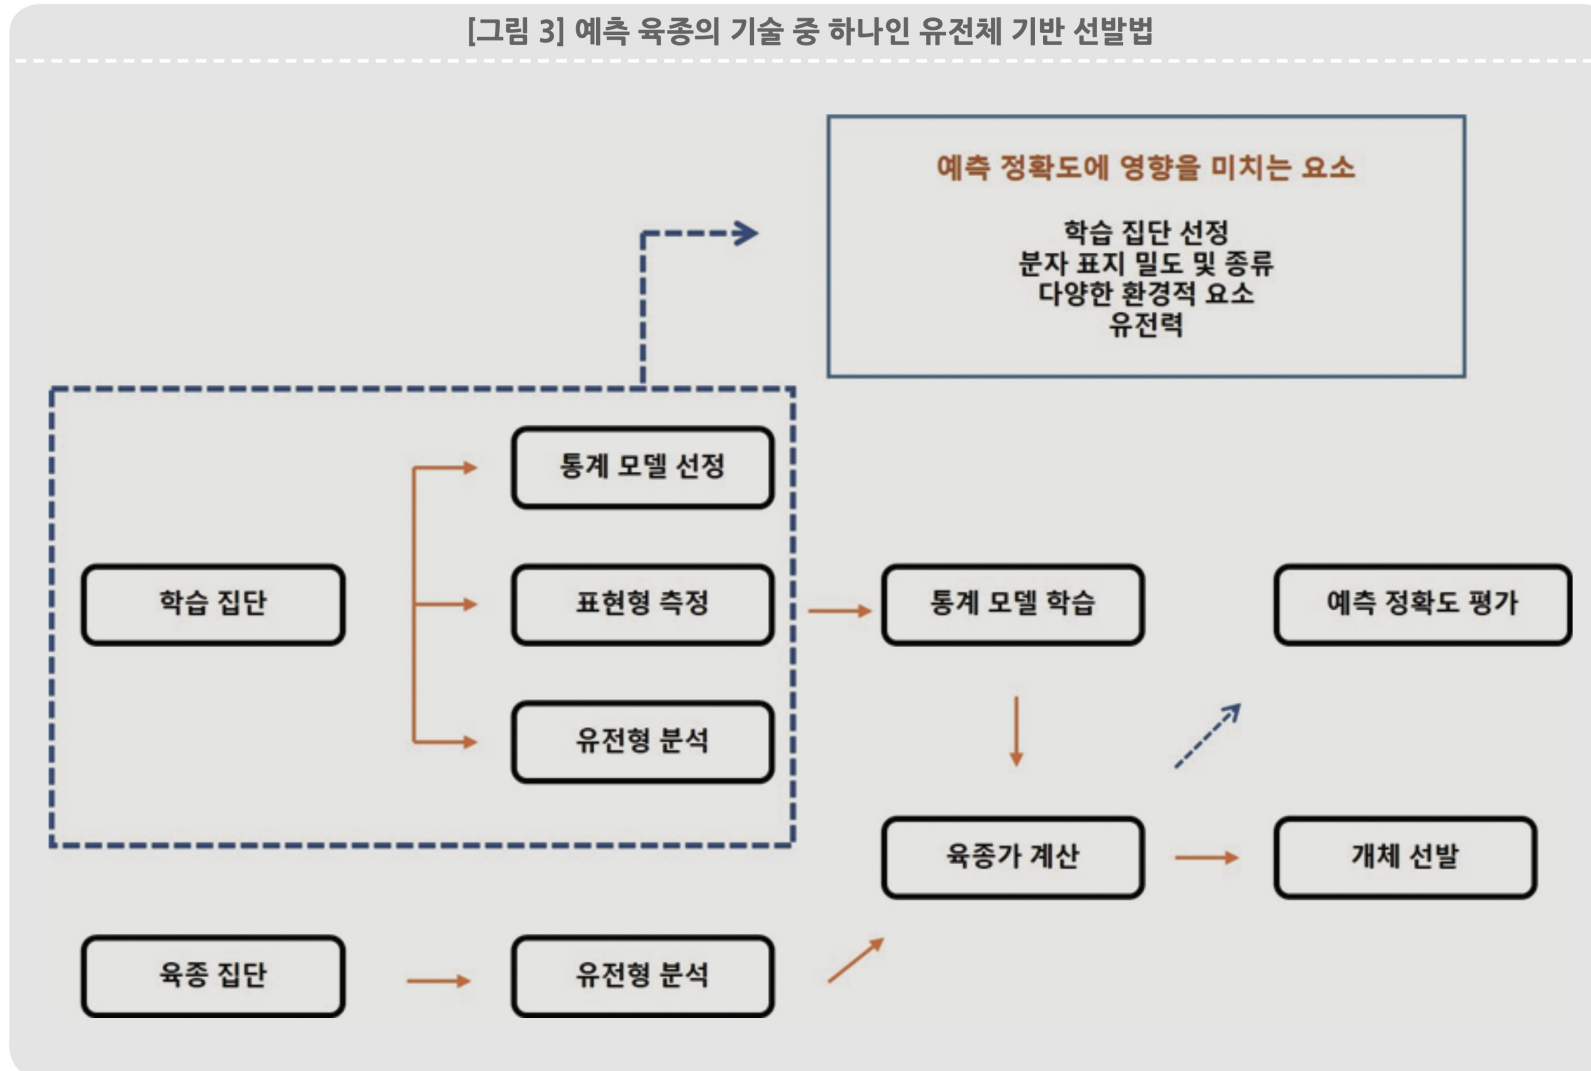 [그림 3] 예측 육종의 기술 중 하나인 유전체 기반 선발법
예측 정확도에 영향을 미치는 요소
학습 집단 선정
분자 표지 밀도 및 종류
다양한 환경적 요소
유전력
통계 모델 선정
학습 집단
표현형 측정
통계 모델 학습
예측 정확도 평가
유전형 분석
육종가 계산
개체 선발
육종 집단
유전형 분석